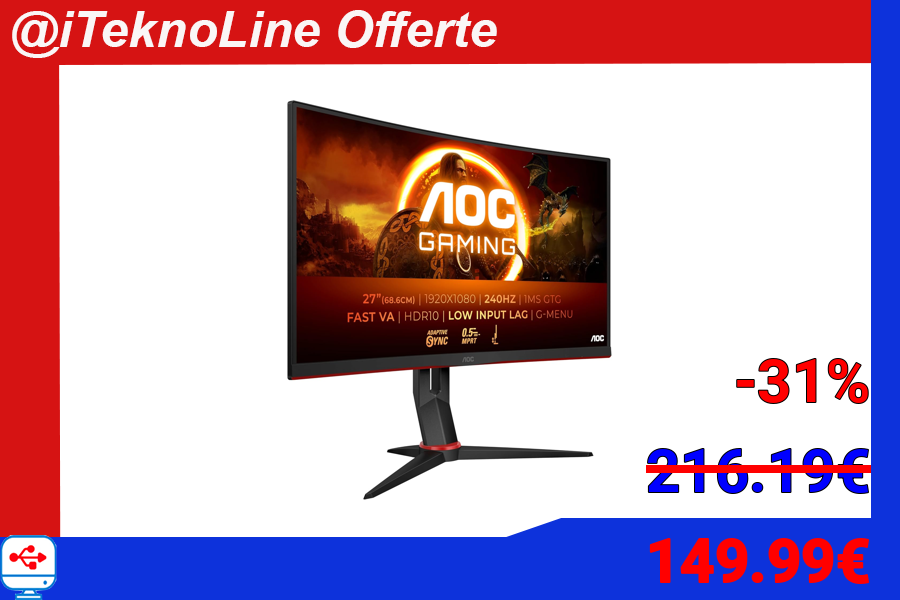 @iTeknoLine Offerte
AOC
GAMING
27"(68.6CM) | 1920X1080 | 240HZ | 1MS GTG
FAST VA | HDR10 | LOW INPUT LAG | G-MENU
ADAPTIVE
SYNC
0.5MS
MPRT
AOC
AOC
-31%
216.19€
149.99€